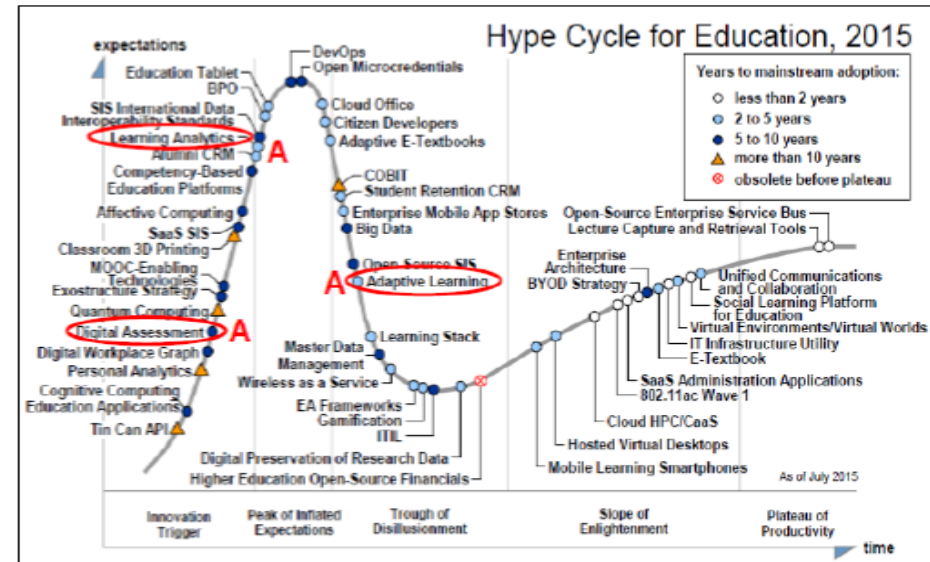 Hype Cycle for Education, 2015
expectations
Years to mainstream adoption:
less than 2 years
2 to 5 years
5 to 10 years
more than 10 years
obsolete before plateau
DevOps
Open Microcredentials
Education Tablet
BPO
SIS International Data
Interoperability Standards
Learning Analytics
A
Alumni CRM
Competency-Based
Education Platforms
Affective Computing
SaaS SIS
Classroom 3D Printing
MOOC-Enabling
Technologies
Exostructure Strategy
Quantum Computing
Digital Assessment
A
Digital Workplace Graph
Personal Analytics
Cognitive Computing
Education Applications
Tin Can API
Cloud Office
Citizen Developers
Adaptive E-Textbooks
COBIT
Student Retention CRM
Enterprise Mobile App Stores
Big Data
Open-Source SIS
A
Adaptive Learning
Learning Stack
Master Data
Management
Wireless as a Service
EA Frameworks
Gamification
ITIL
Digital Preservation of Research Data
Higher Education Open-Source Financials
Open-Source Enterprise Service Bus
Lecture Capture and Retrieval Tools
Enterprise
Architecture
BYOD Strategy
Unified Communications
and Collaboration
Social Learning Platform
for Education
Virtual Environments/Virtual Worlds
IT Infrastructure Utility
E-Textbook
SaaS Administration Applications
802.11ac Wave 1
Cloud HPC/CaaS
Hosted Virtual Desktops
Mobile Learning Smartphones
As of July 2015
Innovation
Trigger
Peak of Inflated
Expectations
Trough of
Disillusionment
Slope of
Enlightenment
Plateau of
Productivity
time